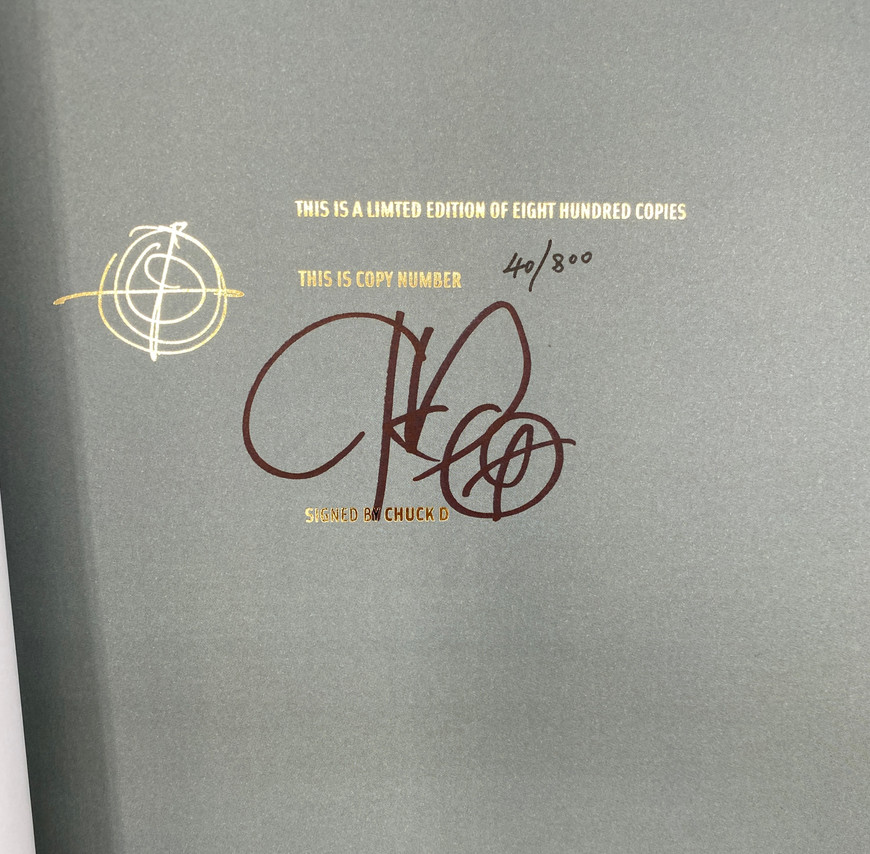 THIS IS A LIMTED EDITION OF EIGHT HUNDRED COPIES
THIS IS COPY NUMBER 40/800
SIGNED BY CHUCK D